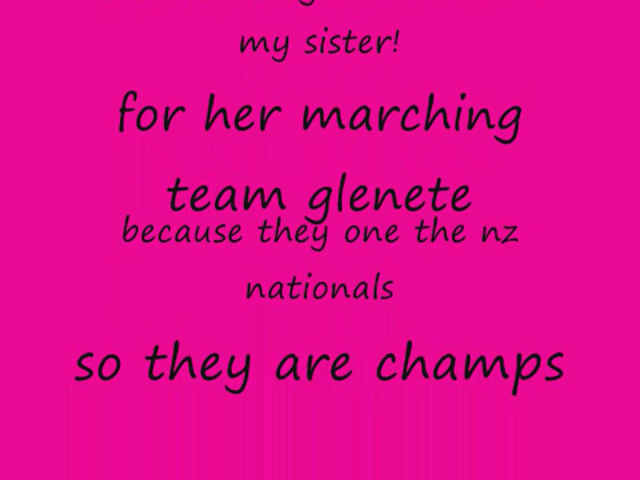 my sister!
for her marching
team glenete
because they one the nz
nationals
so they are champs